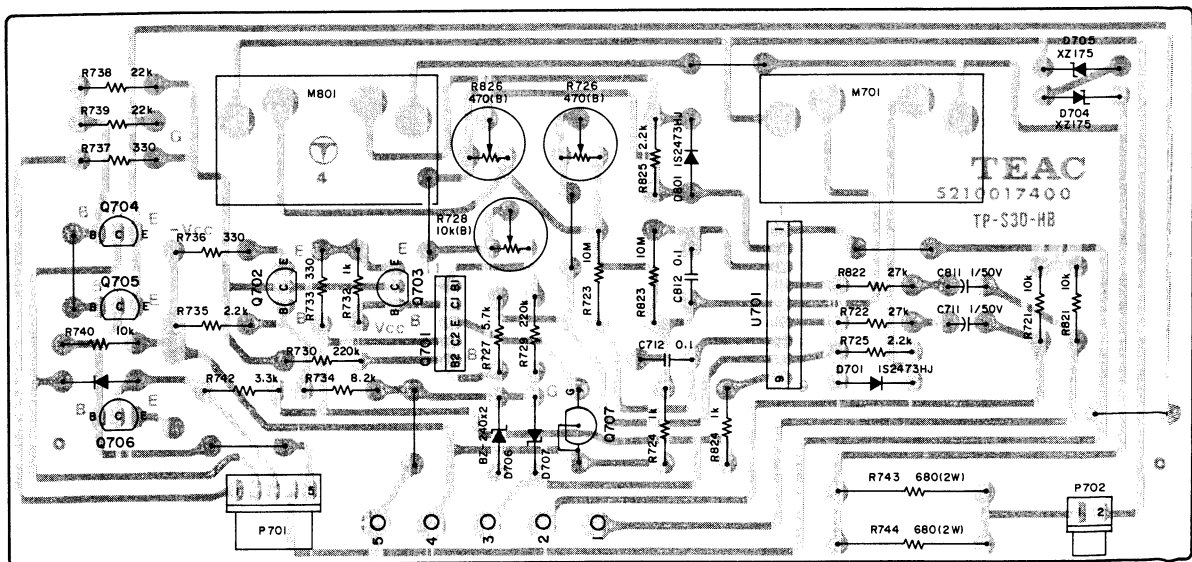 D705
XZ175
R738 22k
M801
R826
470(B)
R726
470(B)
M701
D704
XZ175
R739 22k
G
R737 330
4
R825 2.2k
D801 1S2473HJ
TEAC
5210017400
TP-S30-HB
Q704
B C E
B E
-Vcc
R736 330
R728
10k(B)
E
E
1
Q702
B C E
R733 330
R732 1k
B C E
Q703
R723 10M
R823 10M
C812 0.1
U701
R822 27k
C811 1/50V
R721 10k
R821 10k
Q705
B C E
B E
R735 2.2k
B
Vcc
B
Q701
B2 C2 E C1 B1
R727 5.7k
R729 220k
R722 27k
C711 1/50V
R740 10k
R730 220k
B
C712 0.1
R725 2.2k
D701 1S2473HJ
9
E
R742 3.3k
R734 8.2k
G
G
B
B C E
Q706
BZ-240x2
D706
D707
Q707
R724 1k
R824 1k
1 5
P701
5
4
3
2
1
R743 680(2W)
P702
1 2
R744 680(2W)